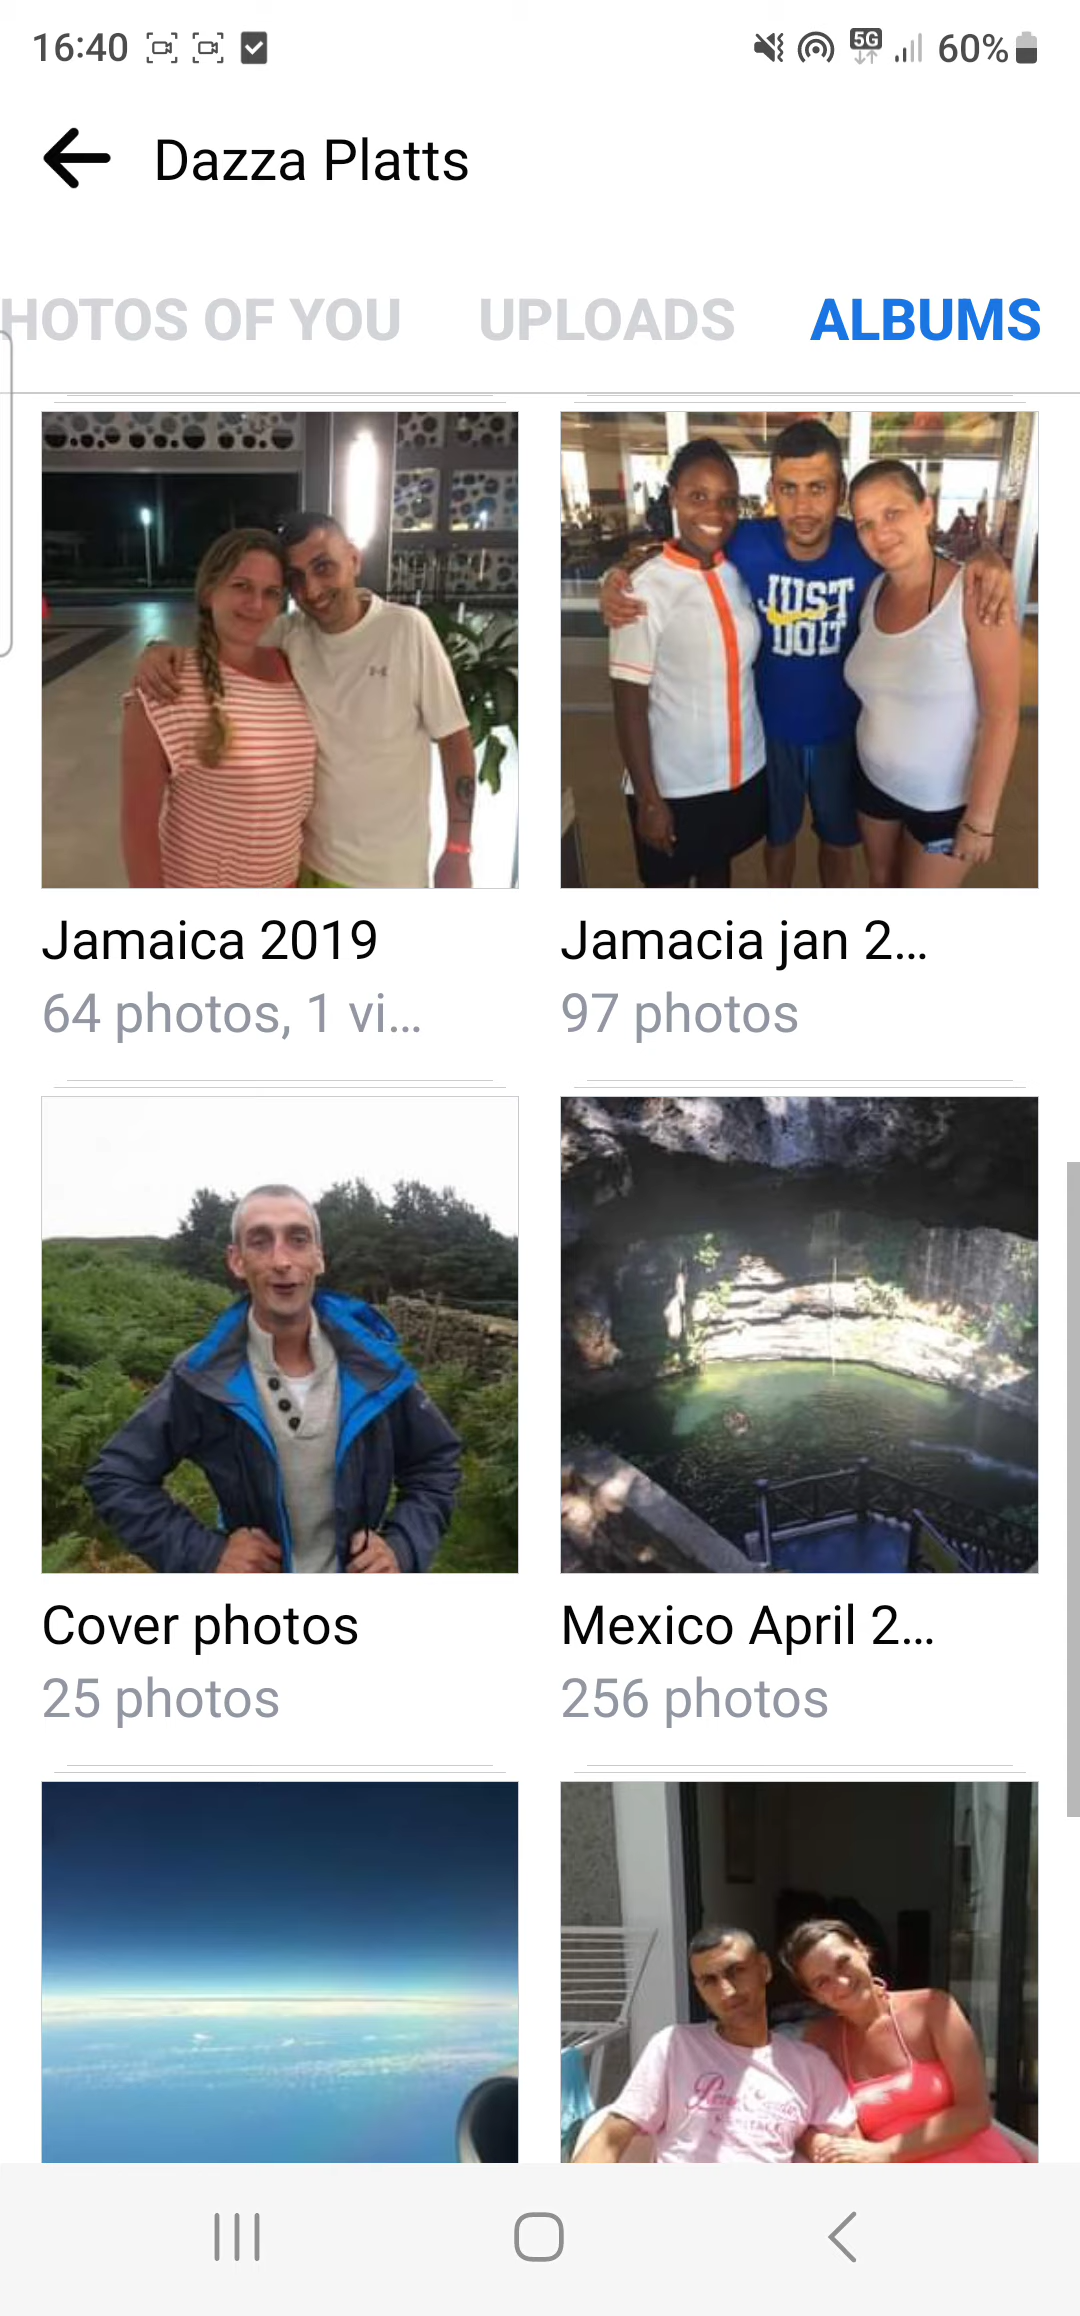 16:40 5G 60%
Dazza Platts
HOTOS OF YOU UPLOADS ALBUMS
JUST
DO IT
Jamaica 2019 Jamacia jan 2...
64 photos, 1 vi... 97 photos
Cover photos Mexico April 2...
25 photos 256 photos